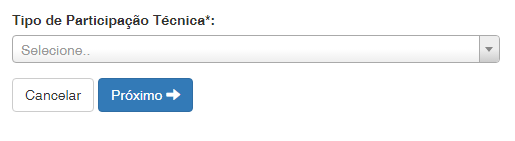 Tipo de Participação Técnica*:
Selecione..
Cancelar
Próximo